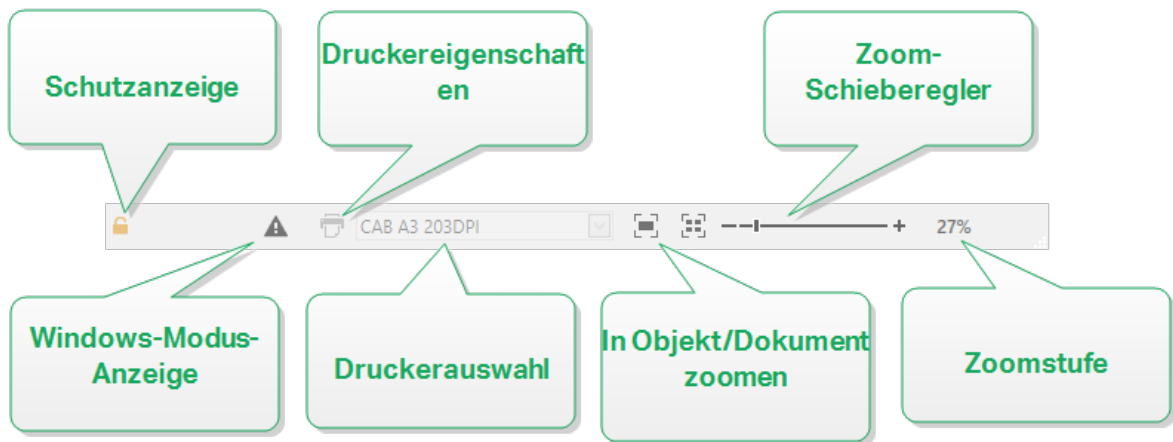 Schutzanzeige
Druckereigenschaft
en
Zoom-
Schieberegler
CAB A3 203DPI
27%
Windows-Modus-
Anzeige
Druckerauswahl
In Objekt/Dokument
zoomen
Zoomstufe